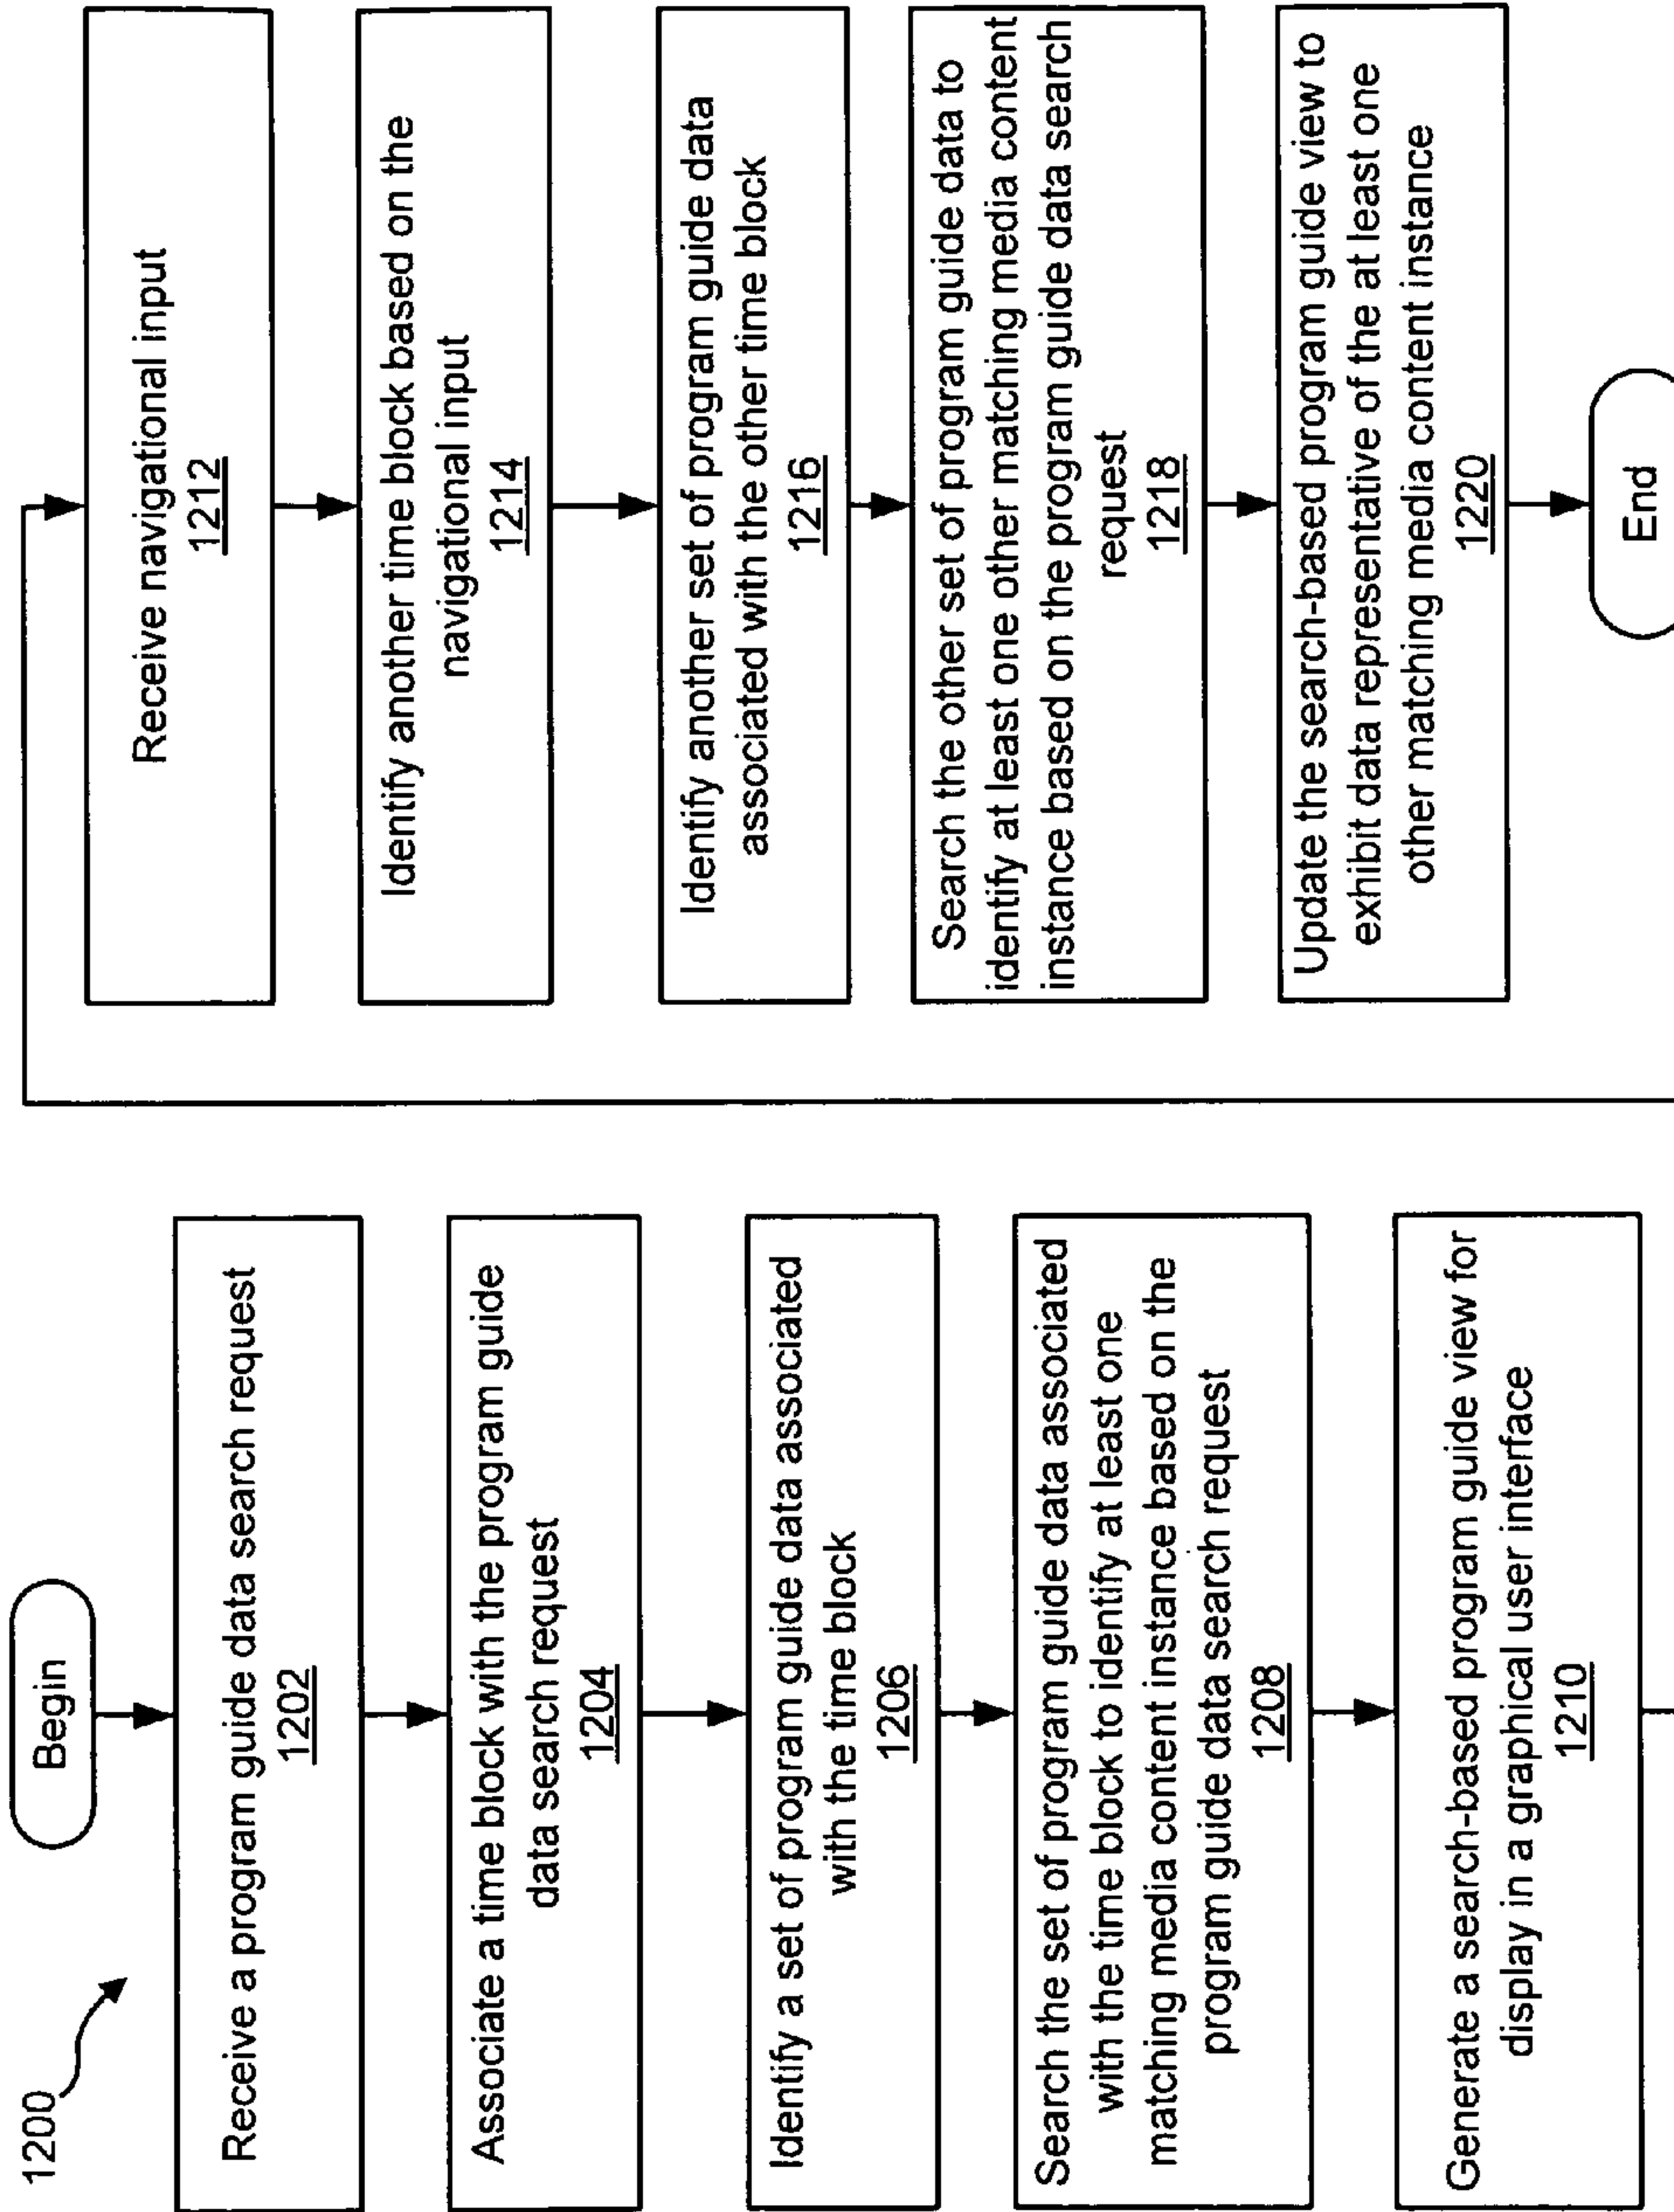 1200
Begin
Receive a program guide data search request
1202
Associate a time block with the program guide
data search request
1204
Identify a set of program guide data associated
with the time block
1206
Search the set of program guide data associated
with the time block to identify at least one
matching media content instance based on the
program guide data search request
1208
Generate a search-based program guide view for
display in a graphical user interface
1210
Receive navigational input
1212
Identify another time block based on the
navigational input
1214
Identify another set of program guide data
associated with the other time block
1216
Search the other set of program guide data to
identify at least one other matching media content
instance based on the program guide data search
request
1218
Update the search-based program guide view to
exhibit data representative of the at least one
other matching media content instance
1220
End